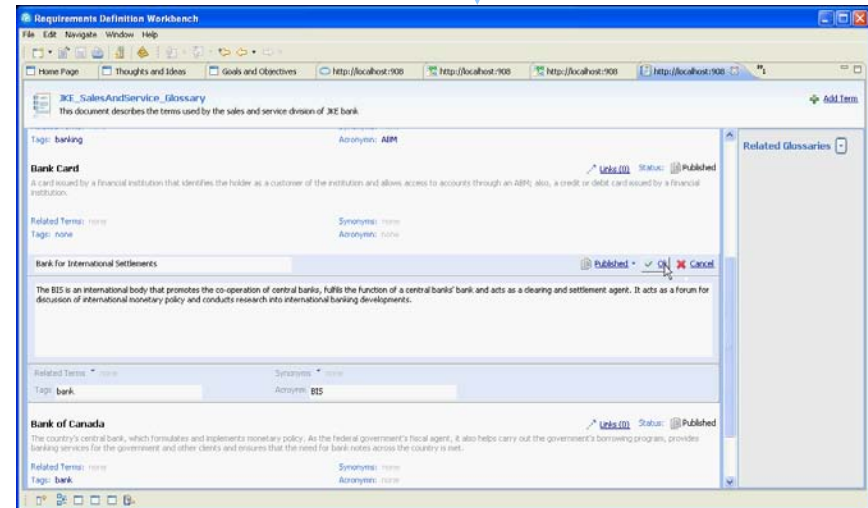 Requirements Definition Workbench
File Edit Navigate Window Help
Home Page Thoughts and Ideas Goals and Objectives http://localhost:908 http://localhost:908 http://localhost:908 http://localhost:908 "1
JKE_SalesAndService_Glossary
Add Term
This document describes the terms used by the sales and service division of JKE bank
Related Glossaries
Tags: banking Acronym: ABM
Bank Card Links (0) Status: Published
A card issued by a financial institution that identifies the holder as a customer of the institution and allows access to accounts through an ABM; also, a credit or debit card issued by a financial
institution.
Related Terms: none Synonyms: none
Tags: none Acronym: none
Bank for International Settlements Published OK Cancel
The BIS is an international body that promotes the co-operation of central banks, fulfils the function of a central banks' bank and acts as a clearing and settlement agent. It acts as a forum for
discussion of international monetary policy and conducts research into international banking developments.
Related Terms none Synonyms none
Tags bank Acronym BIS
Bank of Canada Links (0) Status: Published
The country's central bank, which formulates and implements monetary policy. As the federal government's fiscal agent, it also helps carry out the government's borrowing program, provides
banking services for the government and other clients and ensures that the need for bank notes across the country is met.
Related Terms: none Synonyms: none
Tags: bank Acronym: none